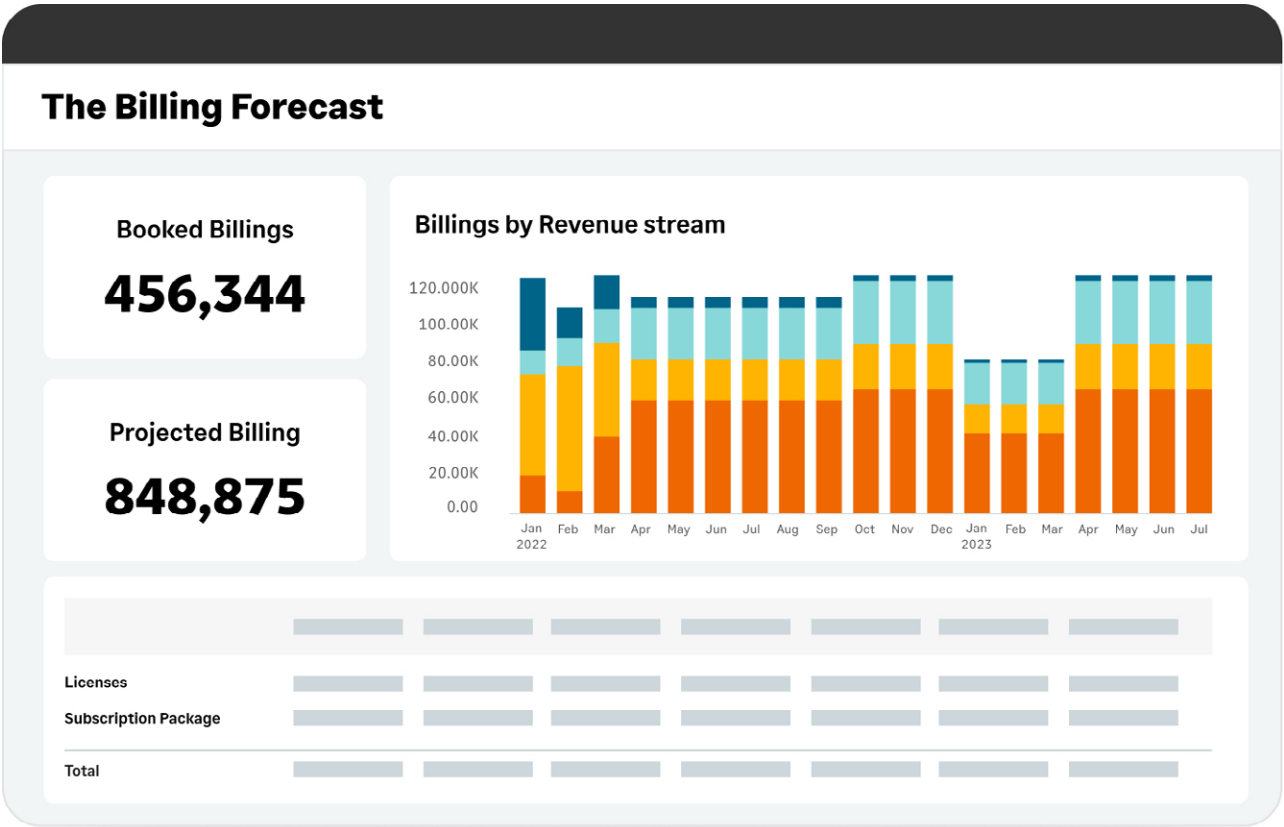 The Billing Forecast
Booked Billings
456,344
Projected Billing
848,875
Billings by Revenue stream
120.000K
100.00K
80.00K
60.00K
40.00K
20.00K
0.00
Jan Feb Mar Apr May Jun Jul Aug Sep Oct Nov Dec Jan Feb Mar Apr May Jun Jul
2022 2023
Licenses
Subscription Package
Total